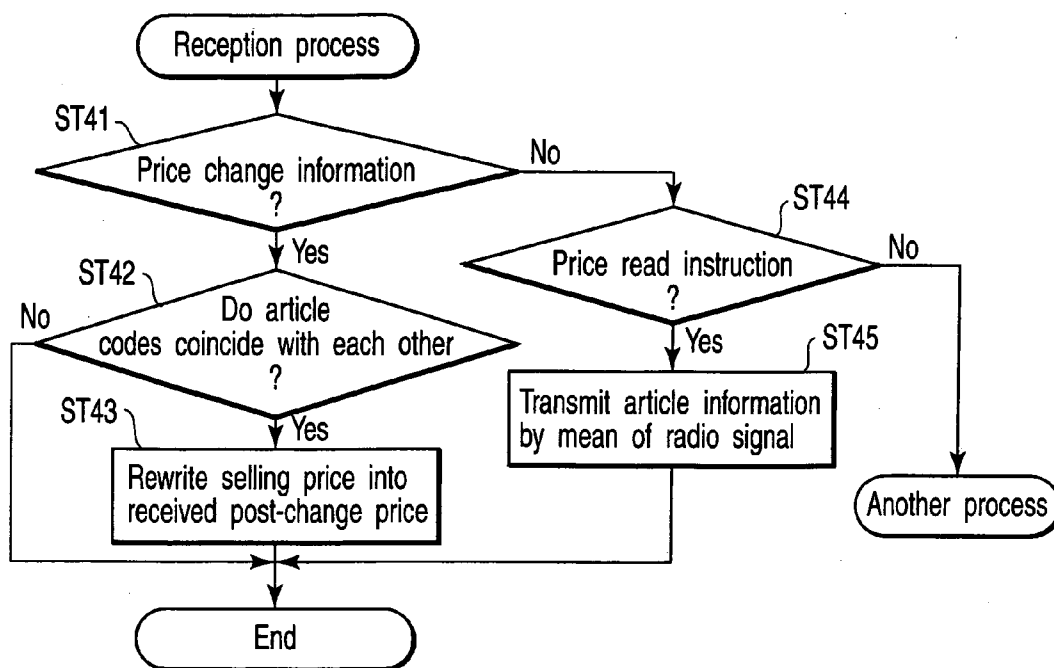 Reception process
ST41
Price change information
?
No
Yes
ST44
Price read instruction
?
No
Yes
ST42
No
Do article
codes coincide with each other
?
Yes
ST45
Transmit article information
by mean of radio signal
ST43
Rewrite selling price into
received post-change price
Another process
End